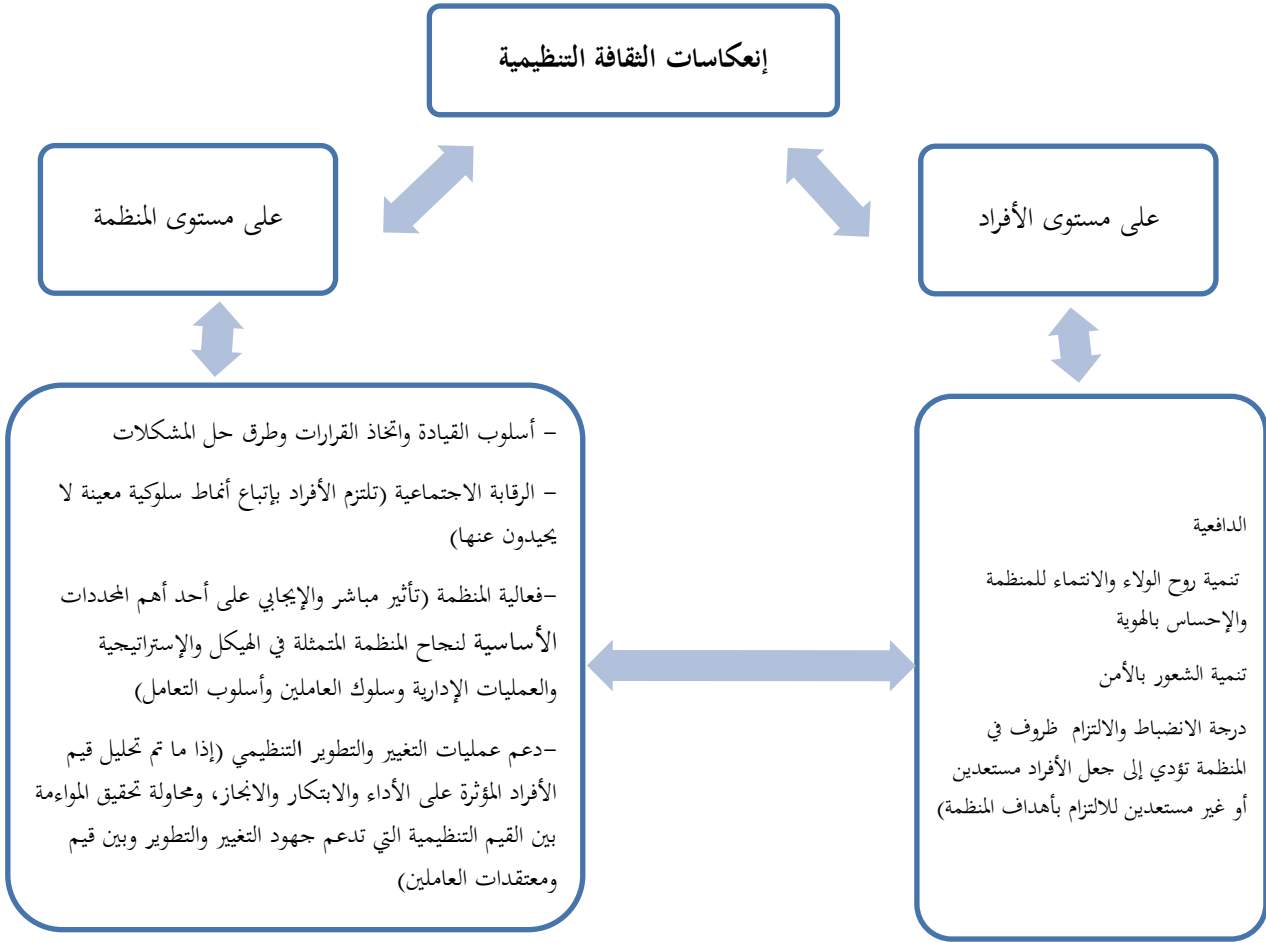 إنعكاسات الثقافة التنظيمية
على مستوى الأفراد
على مستوى المنظمة
الدافعية
تنمية روح الولاء والانتماء للمنظمة
والإحساس بالهوية
تنمية الشعور بالأمن
درجة الانضباط والالتزام ظروف في
المنظمة تؤدي إلى جعل الأفراد مستعدين
أو غير مستعدين للالتزام بأهداف المنظمة)
– أسلوب القيادة واتخاذ القرارات وطرق حل المشكلات
– الرقابة الاجتماعية (تلتزم الأفراد بإتباع أنماط سلوكية معينة لا
يحيدون عنها)
–فعالية المنظمة (تأثير مباشر والإيجابي على أحد أهم المحددات
الأساسية لنجاح المنظمة المتمثلة في الهيكل والإستراتيجية
والعمليات الإدارية وسلوك العاملين وأسلوب التعامل)
–دعم عمليات التغيير والتطوير التنظيمي (إذا ما تم تحليل قيم
الأفراد المؤثرة على الأداء والابتكار والانجاز، ومحاولة تحقيق المواءمة
بين القيم التنظيمية التي تدعم جهود التغيير والتطوير وبين قيم
ومعتقدات العاملين)